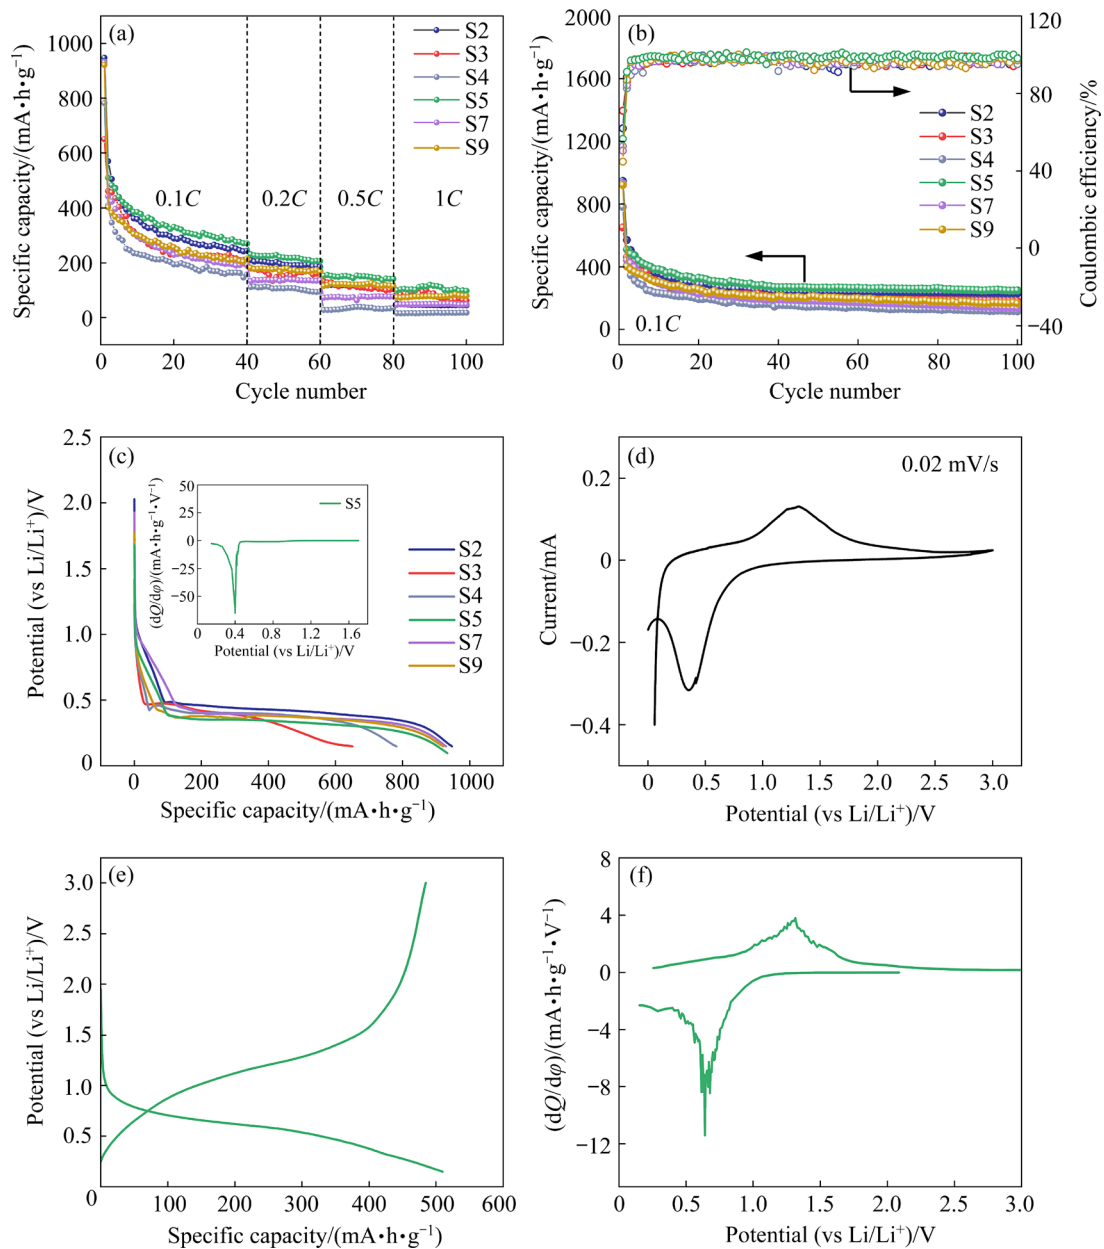 (a)
S2
S3
S4
S5
S7
S9
0.1C
0.2C
0.5C
1C
1000
800
600
400
200
0
0 20 40 60 80 100
Cycle number
Specific capacity/(mA•h•g⁻¹)
(b)
2000
1600
1200
800
400
0
120
80
40
0
−40
S2
S3
S4
S5
S7
S9
0.1C
0 20 40 60 80 100
Cycle number
Specific capacity/(mA•h•g⁻¹)
Coulombic efficiency/%
(c)
2.5
2.0
1.5
1.0
0.5
0
50
25
0
−25
−50
S5
0 0.4 1.2 1.6
Potential (vs Li/Li⁺)/V
(dQ/dφ)/(mA•h•g⁻¹•V⁻¹)
S2
S3
S4
S5
S7
S9
0 200 400 600 800 1000
Specific capacity/(mA•h•g⁻¹)
Potential (vs Li/Li⁺)/V
(d)
0.02 mV/s
0.2
0
−0.2
−0.4
0 0.5 1.0 1.5 2.0 2.5 3.0
Potential (vs Li/Li⁺)/V
Current/mA
(e)
3.0
2.5
2.0
1.5
1.0
0.5
0
0 100 200 300 400 500 600
Specific capacity/(mA•h•g⁻¹)
Potential (vs Li/Li⁺)/V
(f)
8
4
0
−4
−8
−12
0 0.5 1.0 1.5 2.0 2.5 3.0
Potential (vs Li/Li⁺)/V
(dQ/dφ)/(mA•h•g⁻¹•V⁻¹)